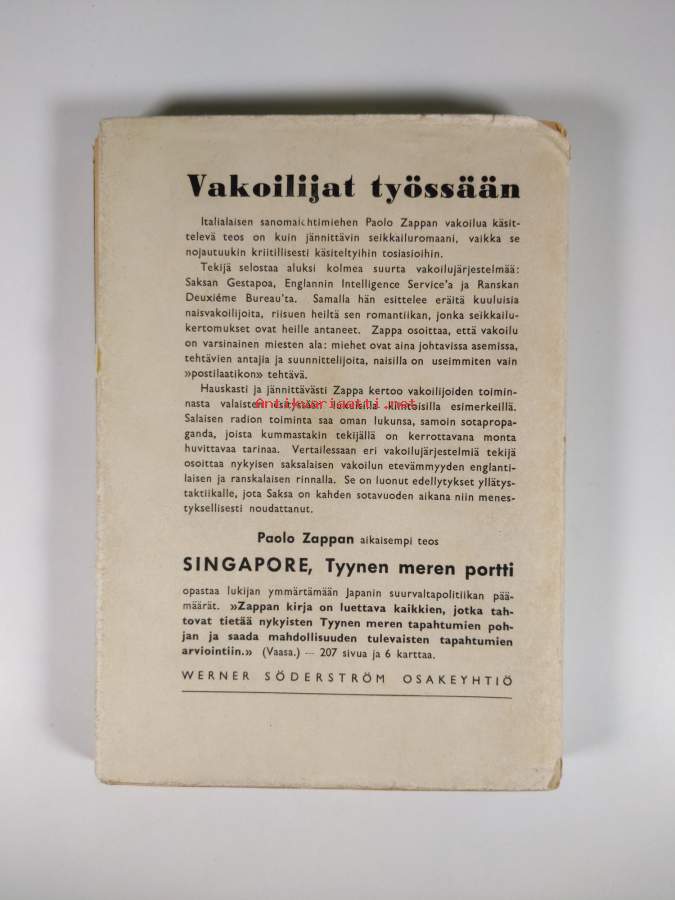 Vakoilijat työssään
Italialaisen sanomalehtimiehen Paolo Zappan vakoilua käsit-
televä teos on kuin jännittävin seikkailuromaani, vaikka se
nojautuukin kriitillisesti käsiteltyihin tosiasioihin.
Tekijä selostaa aluksi kolmea suurta vakoilujärjestelmää:
Saksan Gestapoa, Englannin Intelligence Service'a ja Ranskan
Deuxiéme Bureau'ta. Samalla hän esittelee eräitä kuuluisia
naisvakoilijoita, riisuen heiltä sen romantiikan, jonka seikkailu-
kertomukset ovat heille antaneet. Zappa osoittaa, että vakoilu
on varsinainen miesten ala: miehet ovat aina johtavissa asemissa,
tehtävien antajia ja suunnittelijoita, naisilla on useimmiten vain
»postilaatikon» tehtävä.
Hauskasti ja jännittävästi Zappa kertoo vakoilijoiden toimin-
nasta valaisten esitystään lukuisilla kiintoisilla esimerkeillä.
Antikvariaatti.net
Salaisen radion toiminta saa oman lukunsa, samoin sotapropa-
ganda, joista kummastakin tekijällä on kerrottavana monta
huvittavaa tarinaa. Vertailessaan eri vakoilujärjestelmiä tekijä
osoittaa nykyisen saksalaisen vakoilun etevämmyyden englanti-
laisen ja ranskalaisen rinnalla. Se on luonut edellytykset yllätys-
taktiikalle, jota Saksa on kahden sotavuoden aikana niin menes-
tyksellisesti noudattanut.
Paolo Zappan aikaisempi teos
SINGAPORE, Tyynen meren portti
opastaa lukijan ymmärtämään Japanin suurvaltapolitiikan pää-
määrät. »Zappan kirja on luettava kaikkien, jotka tah-
tovat tietää nykyisten Tyynen meren tapahtumien poh-
jan ja saada mahdollisuuden tulevaisten tapahtumien
arviointiin.» (Vaasa.) — 207 sivua ja 6 karttaa.
WERNER SÖDERSTRÖM OSAKEYHTIÖ